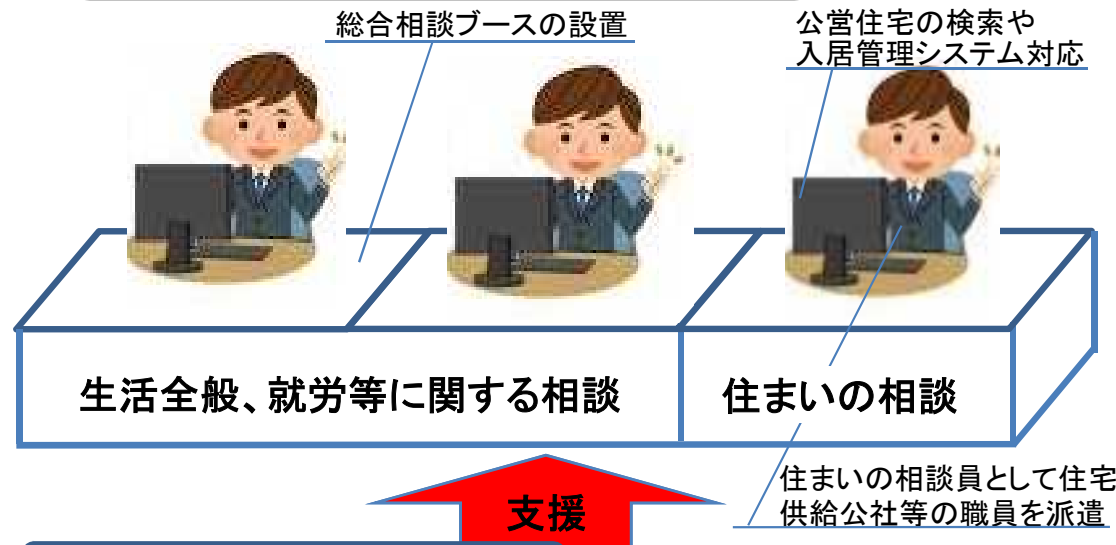 総合相談ブースの設置
公営住宅の検索や
入居管理システム対応
生活全般、就労等に関する相談
住まいの相談
支援
住まいの相談員として住宅
供給公社等の職員を派遣